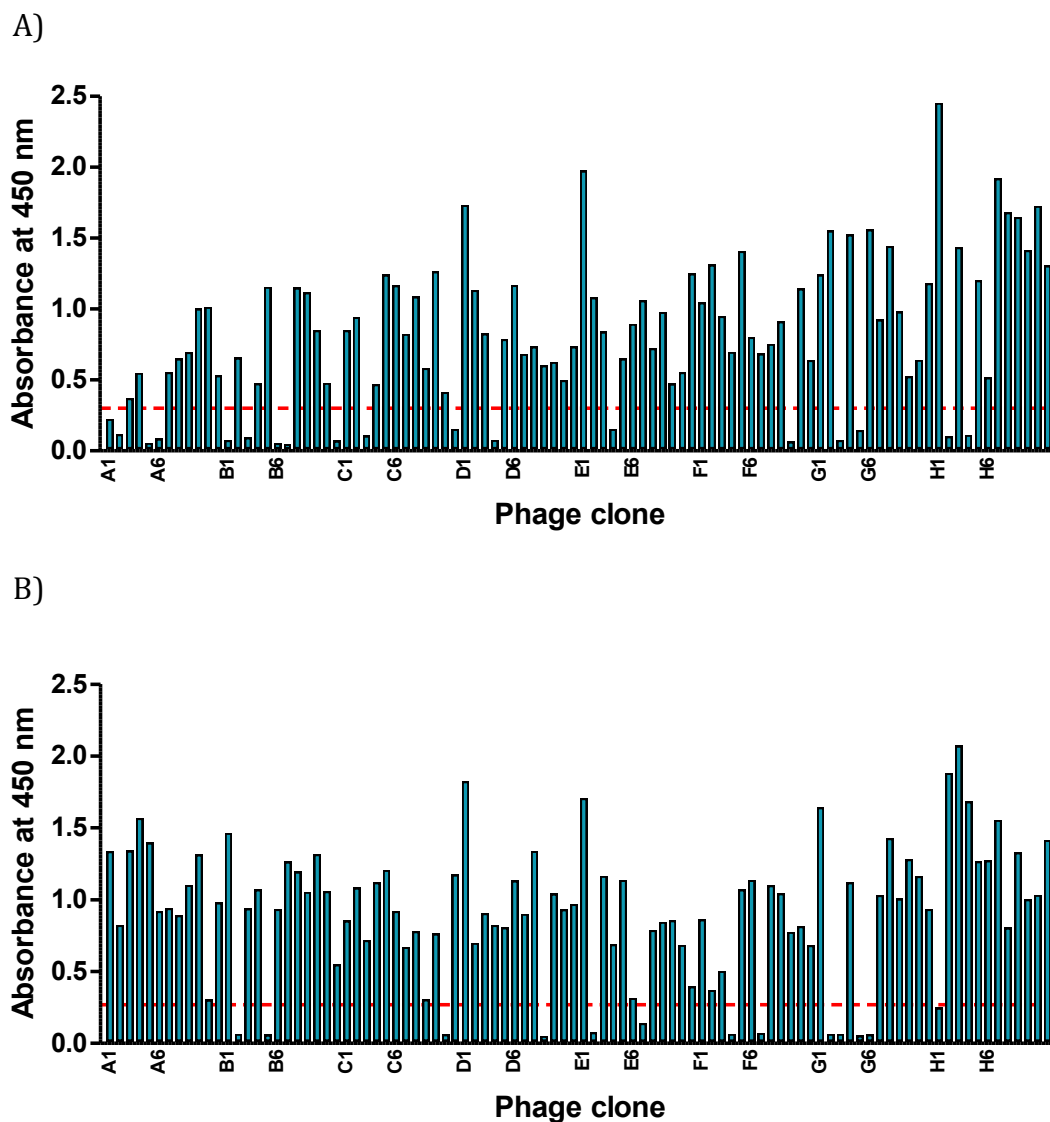 A)
2.5
2.0
1.5
1.0
0.5
0.0
Absorbance at 450 nm
A1 A6 B1 B6 C1 C6 D1 D6 E1 E6 F1 F6 G1 G6 H1 H6
Phage clone
B)
2.5
2.0
1.5
1.0
0.5
0.0
Absorbance at 450 nm
A1 A6 B1 B6 C1 C6 D1 D6 E1 E6 F1 F6 G1 G6 H1 H6
Phage clone